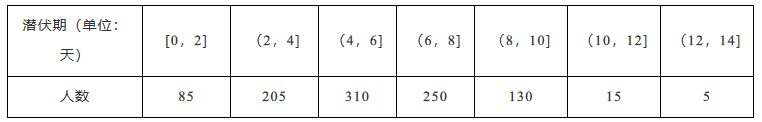 潜伏期（单位：天） [0，2] （2，4] （4，6] （6，8] （8，10] （10，12] （12，14]
人数 85 205 310 250 130 15 5